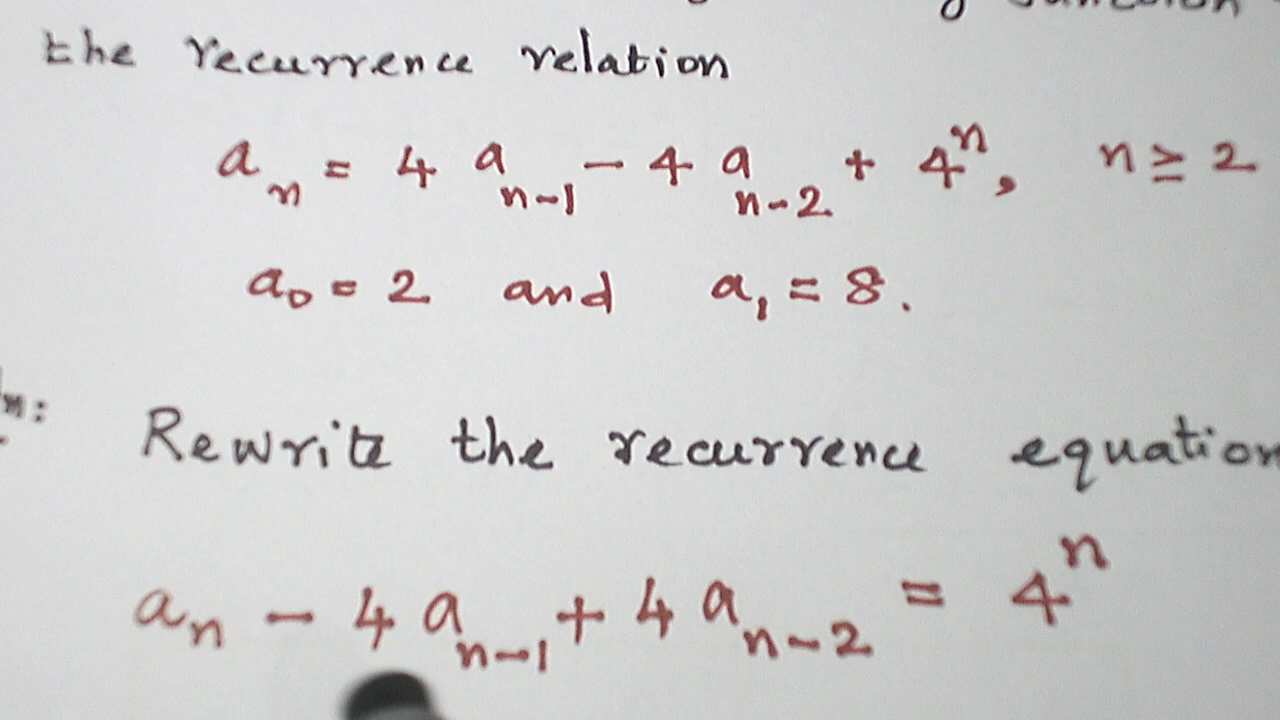 the recurrence relation
aₙ = 4 aₙ₋₁ − 4 aₙ₋₂ + 4ⁿ, n ≥ 2
a₀ = 2 and a₁ = 8.
Rewrite the recurrence equation
aₙ − 4 aₙ₋₁ + 4 aₙ₋₂ = 4ⁿ